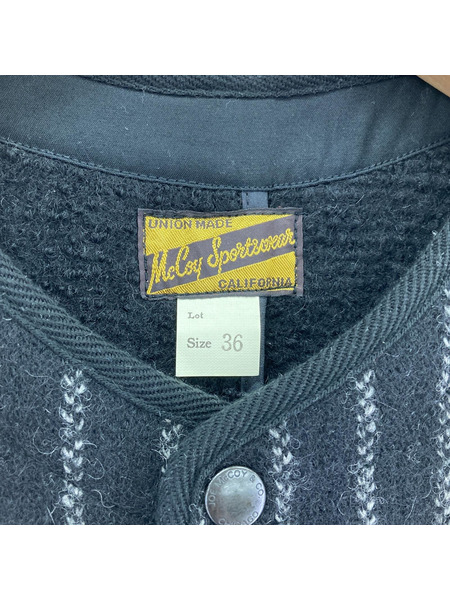 UNION MADE
McCoy Sportswear
CALIFORNIA
Lot
Size 36